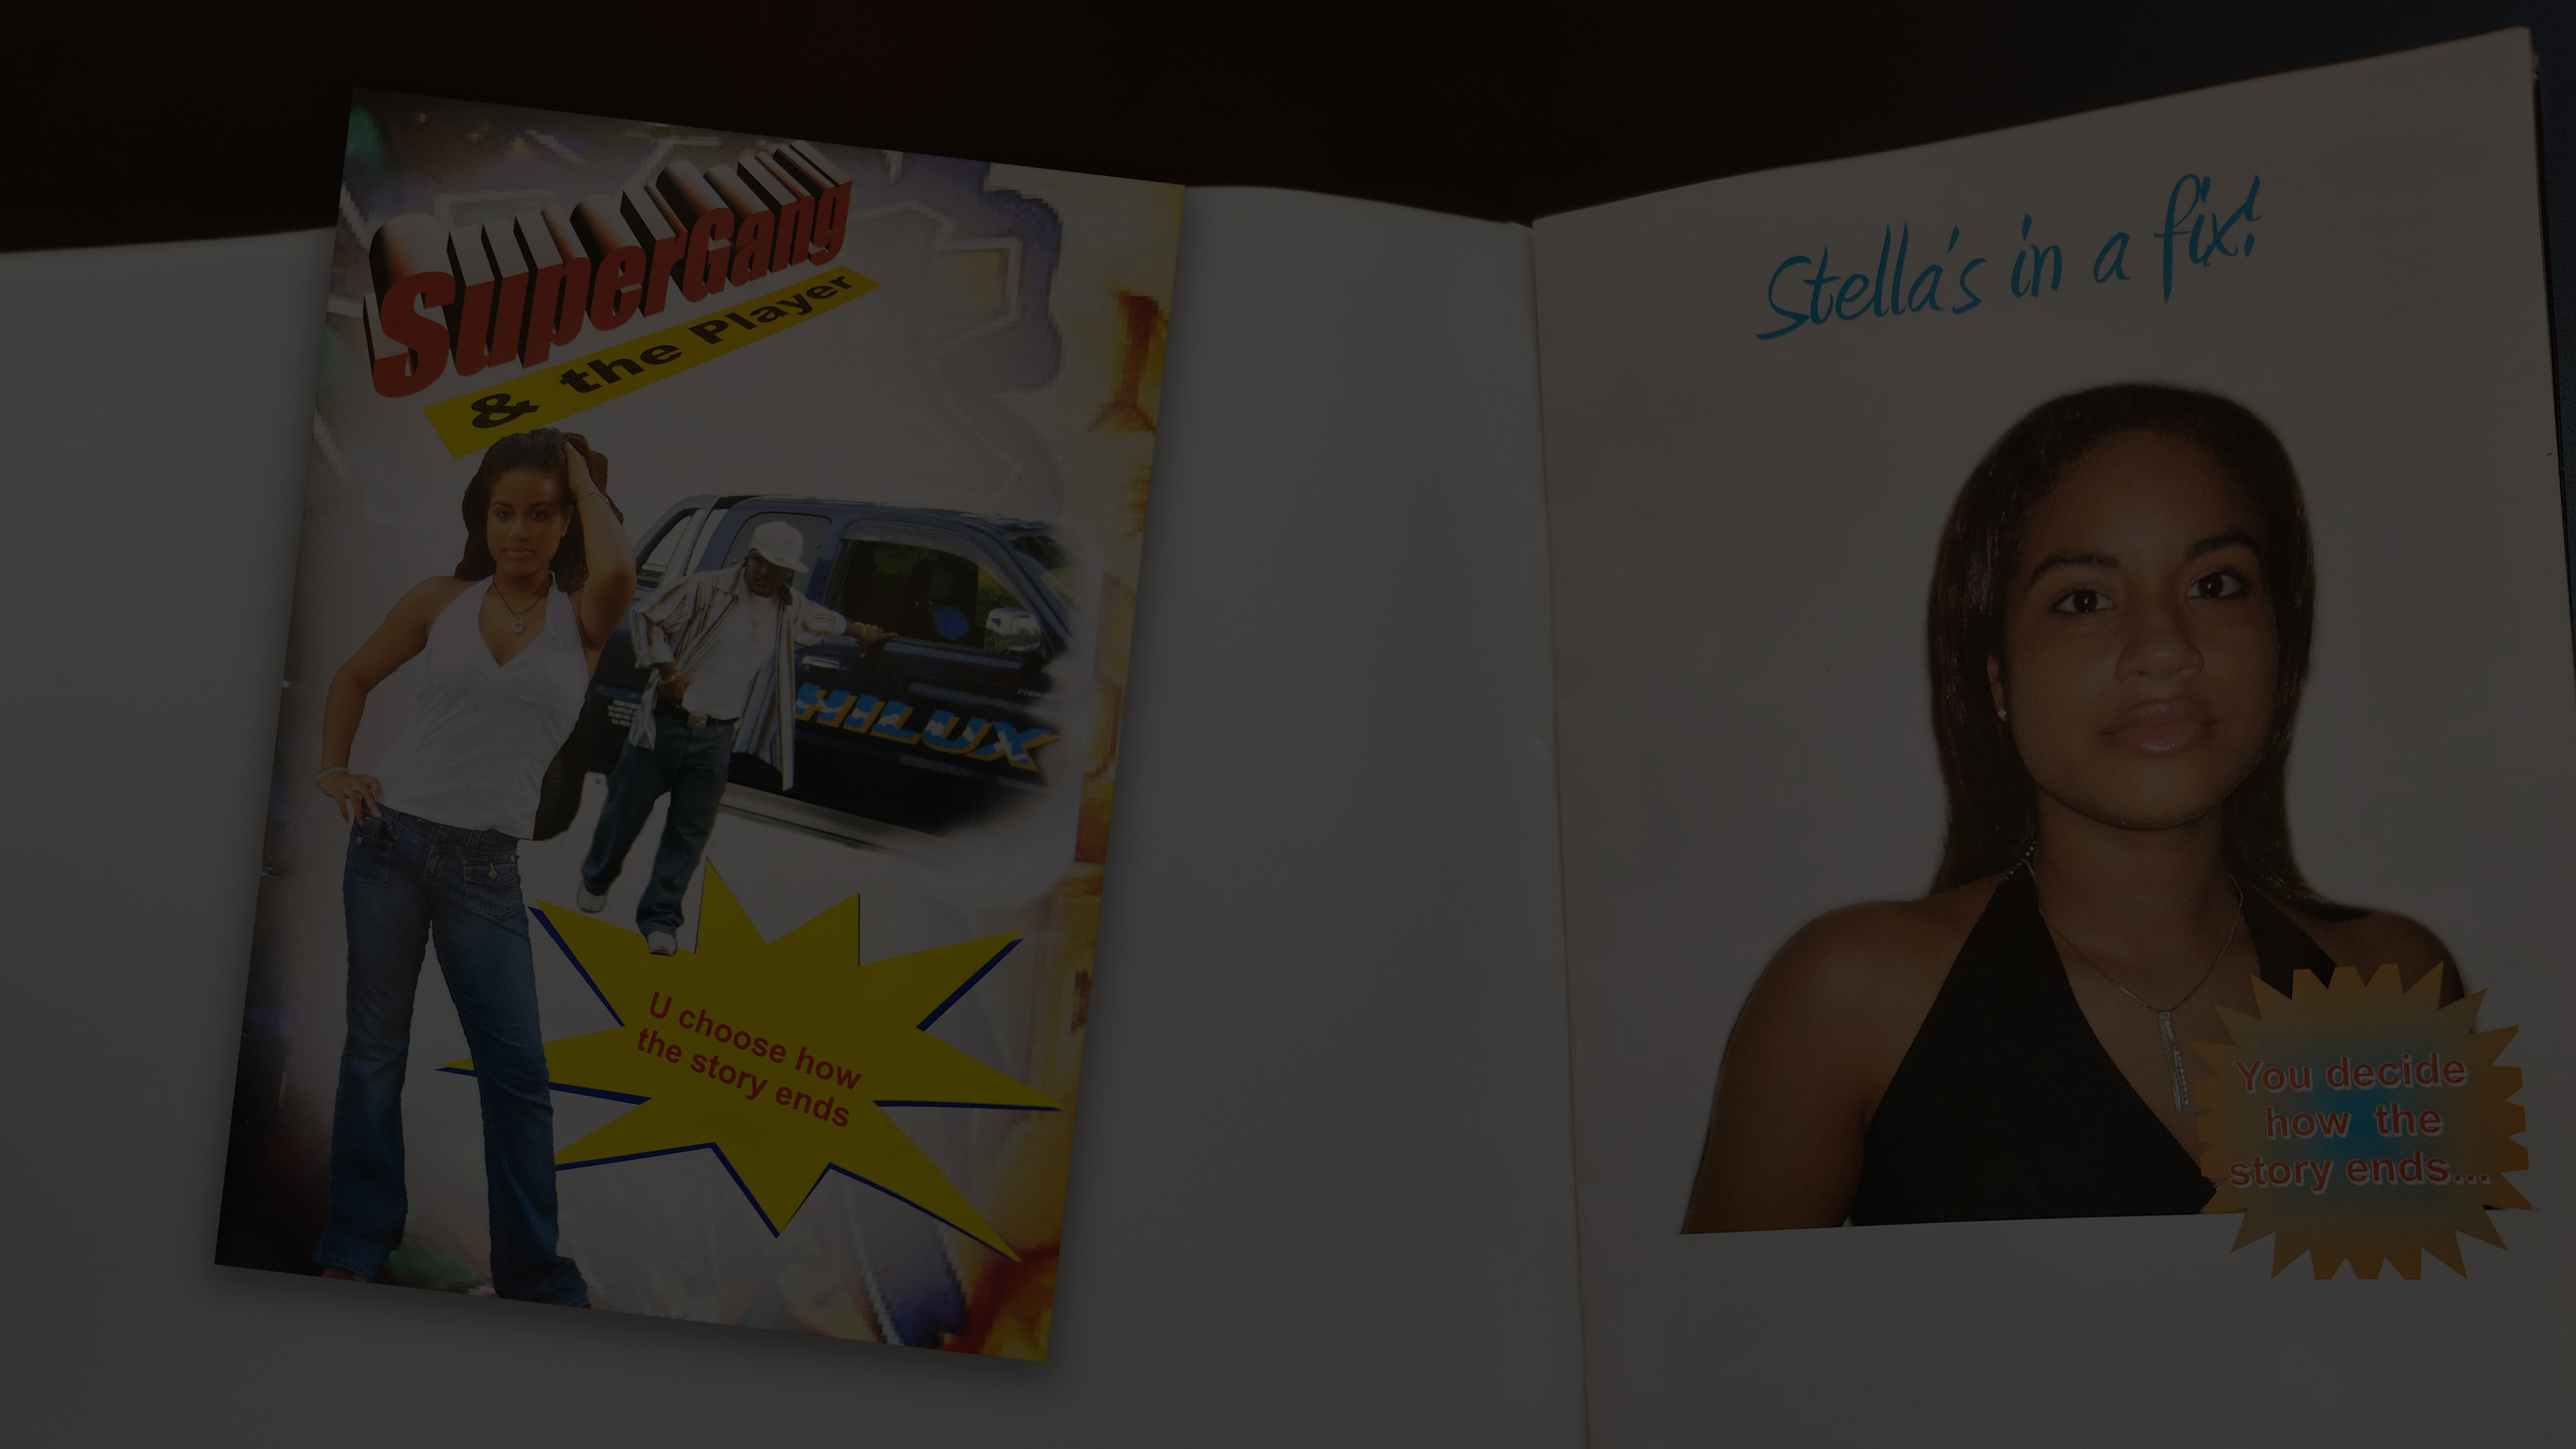 SuperGang
& the Player
HILUX
U choose how
the story ends
Stella's in a fix!
You decide
how the
story ends...